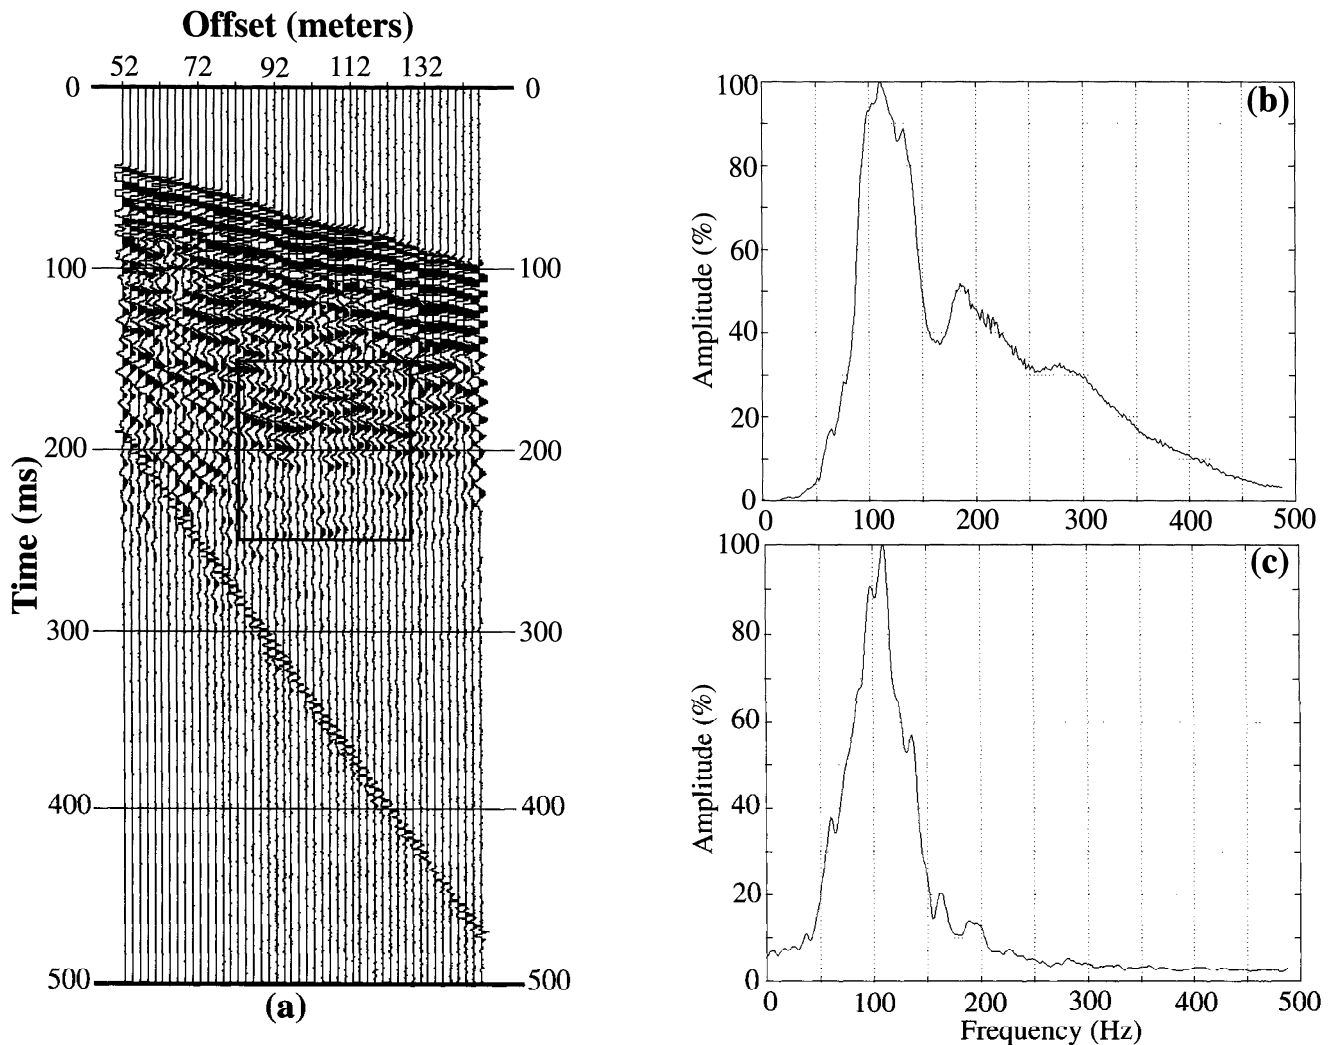 Offset (meters)
52 72 92 112 132
0 0
100 100
200 200
300 300
400 400
500 500
Time (ms)
(a)
(b)
100
80
60
40
20
0
Amplitude (%)
0 100 200 300 400 500
(c)
100
80
60
40
20
0
Amplitude (%)
0 100 200 300 400 500
Frequency (Hz)